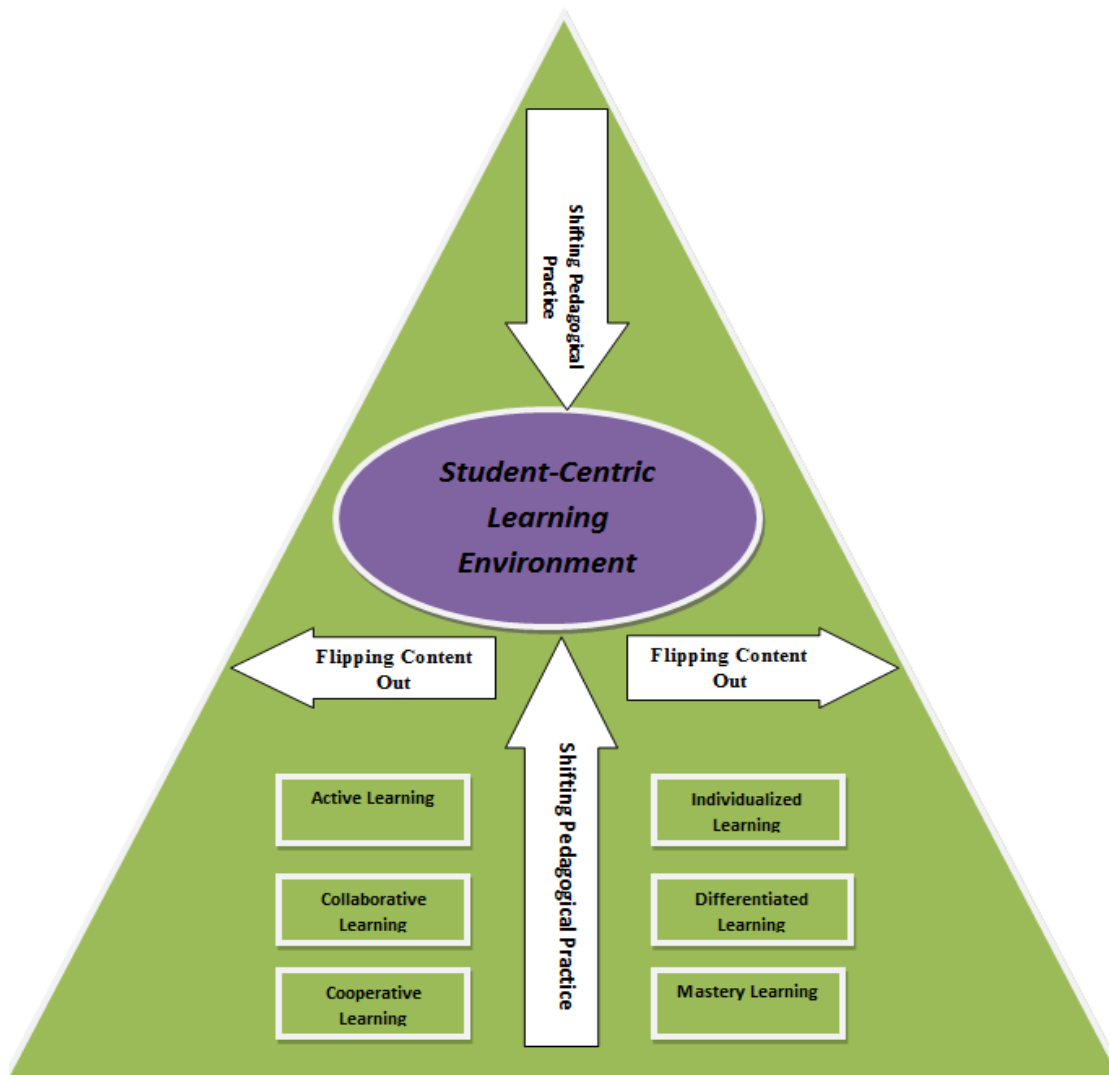 Shifting Pedagogical
Practice
Student-Centric
Learning
Environment
Flipping Content
Out
Flipping Content
Out
Shifting Pedagogical Practice
Active Learning
Individualized
Learning
Collaborative
Learning
Differentiated
Learning
Cooperative
Learning
Mastery Learning